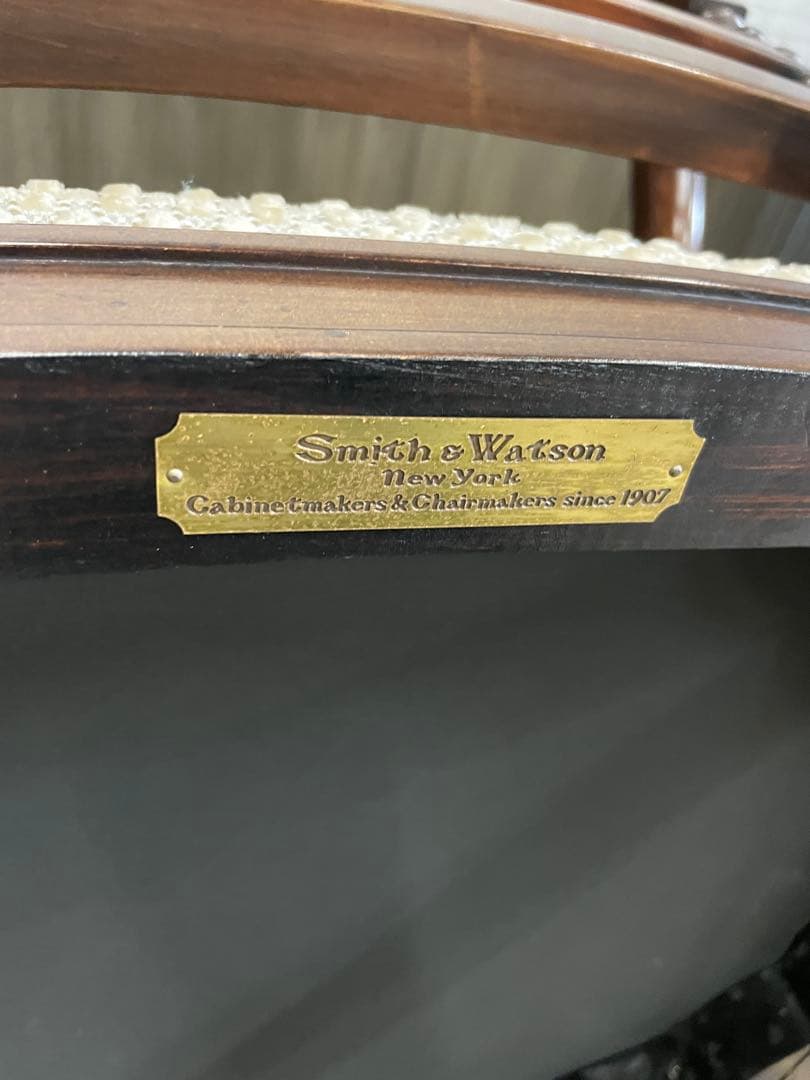 Smith & Watson
New York
Cabinetmakers & Chairmakers since 1907